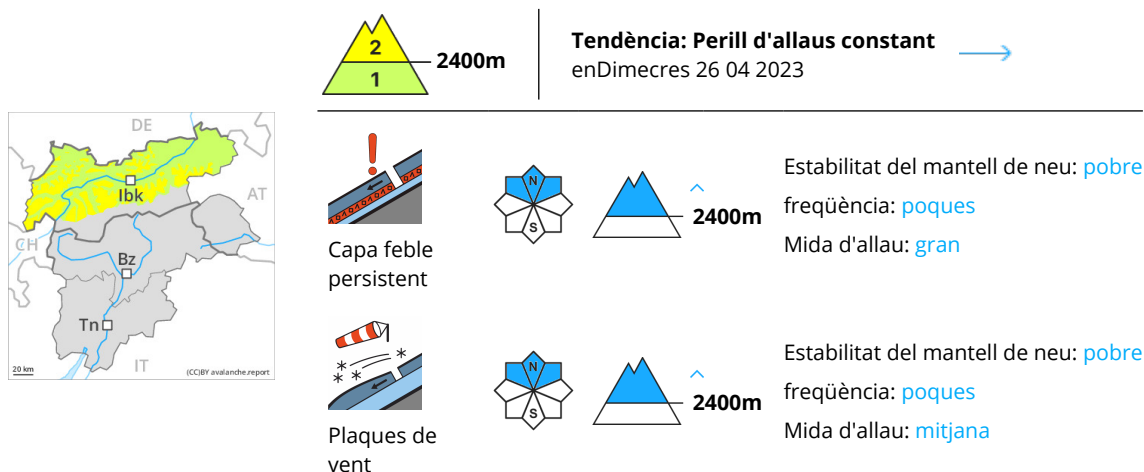 2
1
2400m
Tendència: Perill d'allaus constant
enDimecres 26 04 2023
DE
AT
CH
IT
Ibk
Bz
Tn
20 km
(CC)BY avalanche.report
Capa feble
persistent
N
S
2400m
Estabilitat del mantell de neu: pobre
freqüència: poques
Mida d'allau: gran
Plaques de
vent
N
S
2400m
Estabilitat del mantell de neu: pobre
freqüència: poques
Mida d'allau: mitjana